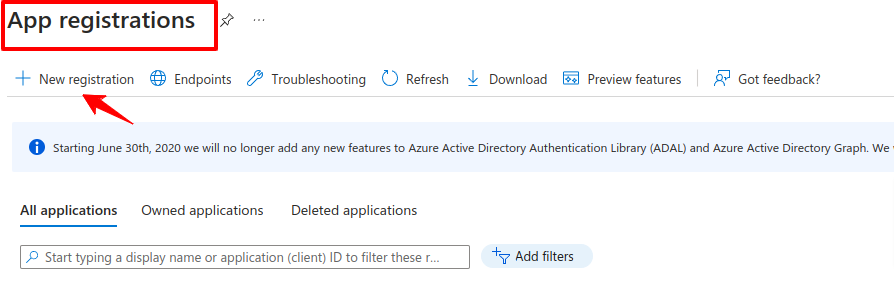 App registrations
New registration Endpoints Troubleshooting Refresh Download Preview features Got feedback?
Starting June 30th, 2020 we will no longer add any new features to Azure Active Directory Authentication Library (ADAL) and Azure Active Directory Graph. We
All applications Owned applications Deleted applications
Start typing a display name or application (client) ID to filter these r... Add filters